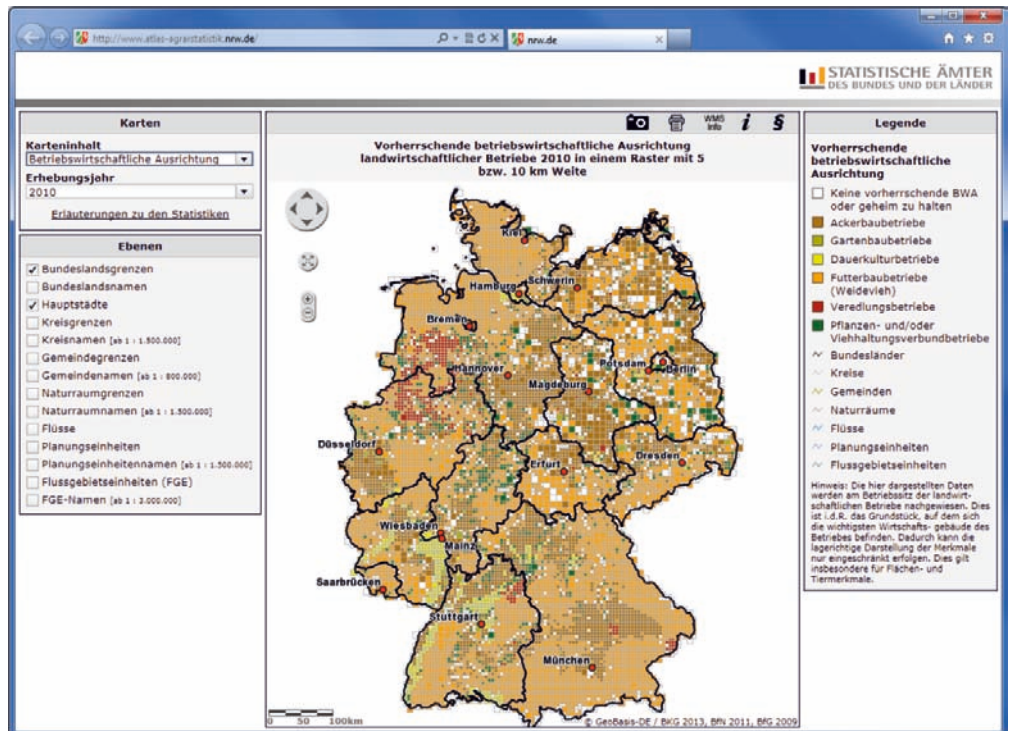 http://www.atlas-agrarstatistik.nrw.de/
nrw.de
STATISTISCHE ÄMTER
DES BUNDES UND DER LÄNDER
Karten
Karteninhalt
Betriebswirtschaftliche Ausrichtung
Erhebungsjahr
2010
Erläuterungen zu den Statistiken
Ebenen
Bundeslandsgrenzen
Bundeslandsnamen
Hauptstädte
Kreisgrenzen
Kreisnamen [ab 1 : 1.500.000]
Gemeindegrenzen
Gemeindenamen [ab 1 : 800.000]
Naturraumgrenzen
Naturraumnamen [ab 1 : 1.500.000]
Flüsse
Planungseinheiten
Planungseinheitennamen [ab 1 : 1.500.000]
Flussgebietseinheiten (FGE)
FGE-Namen [ab 1 : 3.000.000]
WMS
Info
i
§
Vorherrschende betriebswirtschaftliche Ausrichtung
landwirtschaftlicher Betriebe 2010 in einem Raster mit 5
bzw. 10 km Weite
Kiel
Schwerin
Hamburg
Bremen
Hannover
Potsdam
Berlin
Magdeburg
Düsseldorf
Erfurt
Dresden
Wiesbaden
Mainz
Saarbrücken
Stuttgart
München
0 50 100km
© GeoBasis-DE / BKG 2013, BfN 2011, BfG 2009
Legende
Vorherrschende
betriebswirtschaftliche
Ausrichtung
Keine vorherrschende BWA
oder geheim zu halten
Ackerbaubetriebe
Gartenbaubetriebe
Dauerkulturbetriebe
Futterbaubetriebe
(Weidevieh)
Veredlungsbetriebe
Pflanzen- und/oder
Viehhaltungsverbundbetriebe
Bundesländer
Kreise
Gemeinden
Naturräume
Flüsse
Planungseinheiten
Flussgebietseinheiten
Hinweis: Die hier dargestellten Daten
werden am Betriebssitz der landwirt-
schaftlichen Betriebe nachgewiesen. Dies
ist i.d.R. das Grundstück, auf dem sich
die wichtigsten Wirtschafts- gebäude des
Betriebes befinden. Dadurch kann die
lagerichtige Darstellung der Merkmale
nur eingeschränkt erfolgen. Dies gilt
insbesondere für Flächen- und
Tiermerkmale.